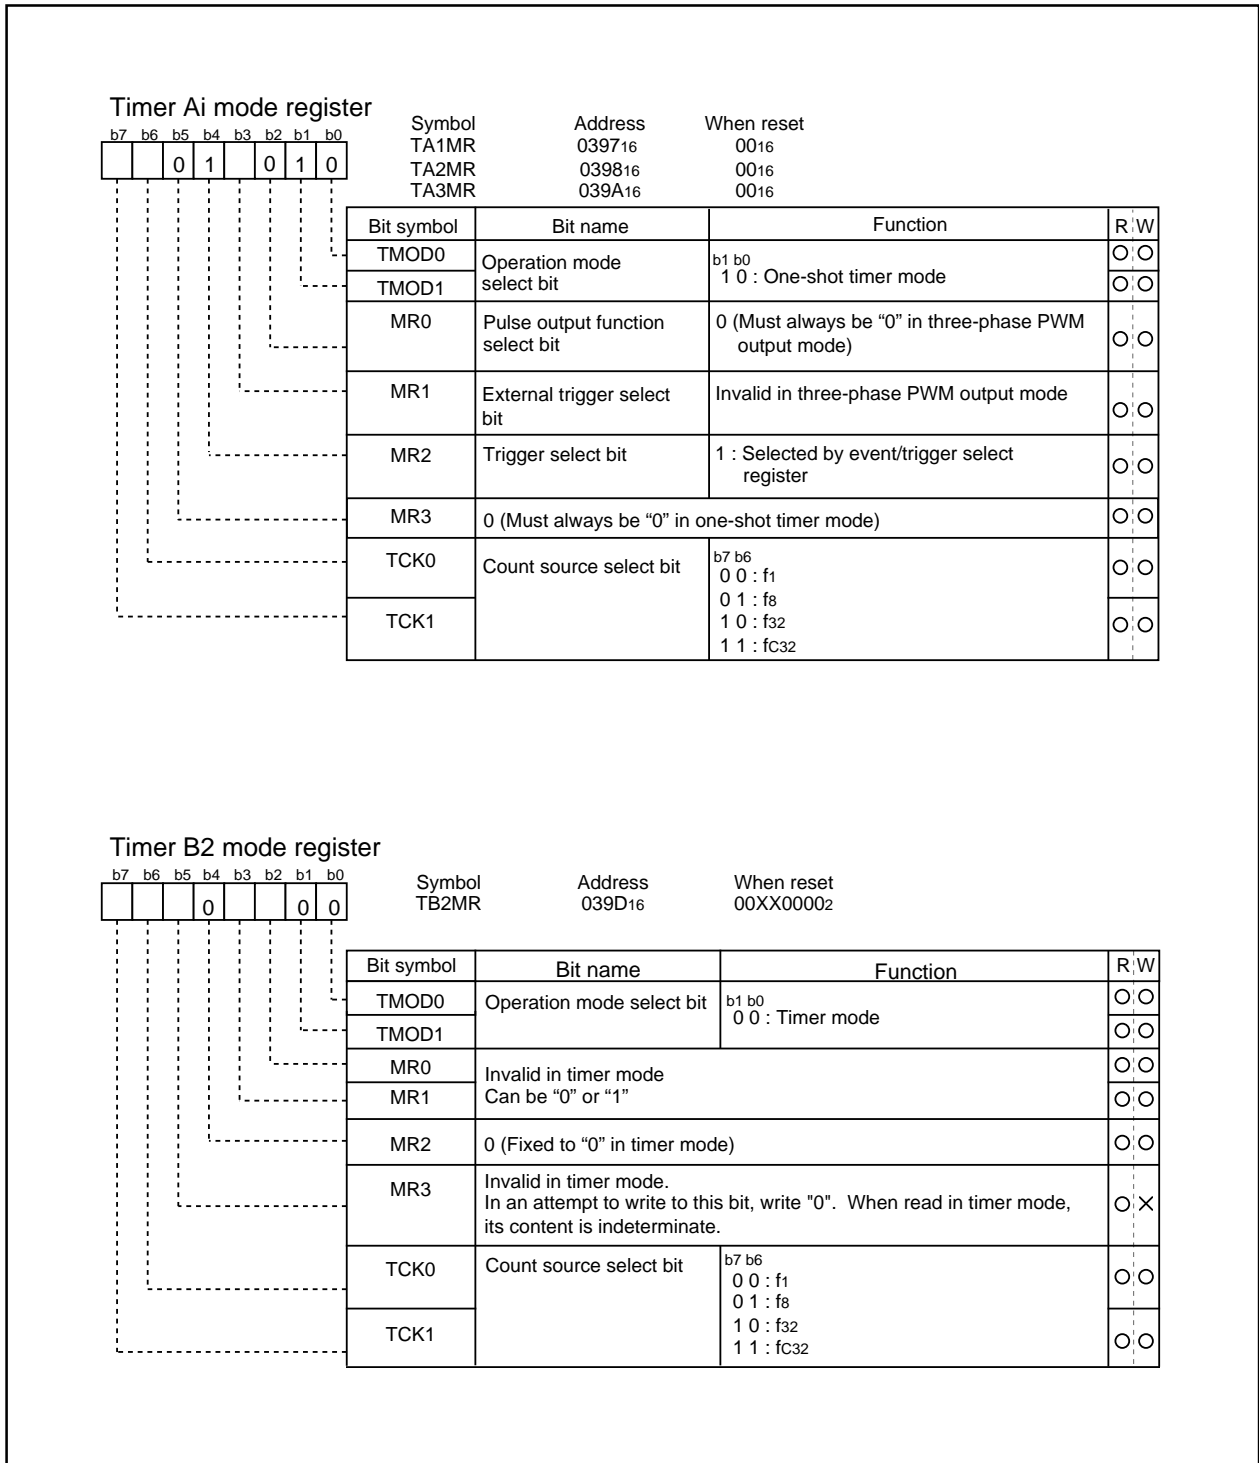 Timer Ai mode register
b7 b6 b5 b4 b3 b2 b1 b0
0 1 0 1 0
Symbol Address When reset
TA1MR 039716 0016
TA2MR 039816 0016
TA3MR 039A16 0016
Bit symbol Bit name Function R W
TMOD0
TMOD1
Operation mode
select bit
b1 b0
1 0 : One-shot timer mode
MR0 Pulse output function
select bit
0 (Must always be “0” in three-phase PWM
output mode)
MR1 External trigger select
bit
Invalid in three-phase PWM output mode
MR2 Trigger select bit 1 : Selected by event/trigger select
register
MR3 0 (Must always be “0” in one-shot timer mode)
TCK0
TCK1
Count source select bit
b7 b6
0 0 : f1
0 1 : f8
1 0 : f32
1 1 : fC32
Timer B2 mode register
b7 b6 b5 b4 b3 b2 b1 b0
0 0 0
Symbol Address When reset
TB2MR 039D16 00XX00002
Bit symbol Bit name Function R W
TMOD0
TMOD1
Operation mode select bit
b1 b0
0 0 : Timer mode
MR0
MR1
Invalid in timer mode
Can be “0” or “1”
MR2 0 (Fixed to “0” in timer mode)
MR3 Invalid in timer mode.
In an attempt to write to this bit, write "0". When read in timer mode,
its content is indeterminate.
TCK0
TCK1
Count source select bit
b7 b6
0 0 : f1
0 1 : f8
1 0 : f32
1 1 : fC32